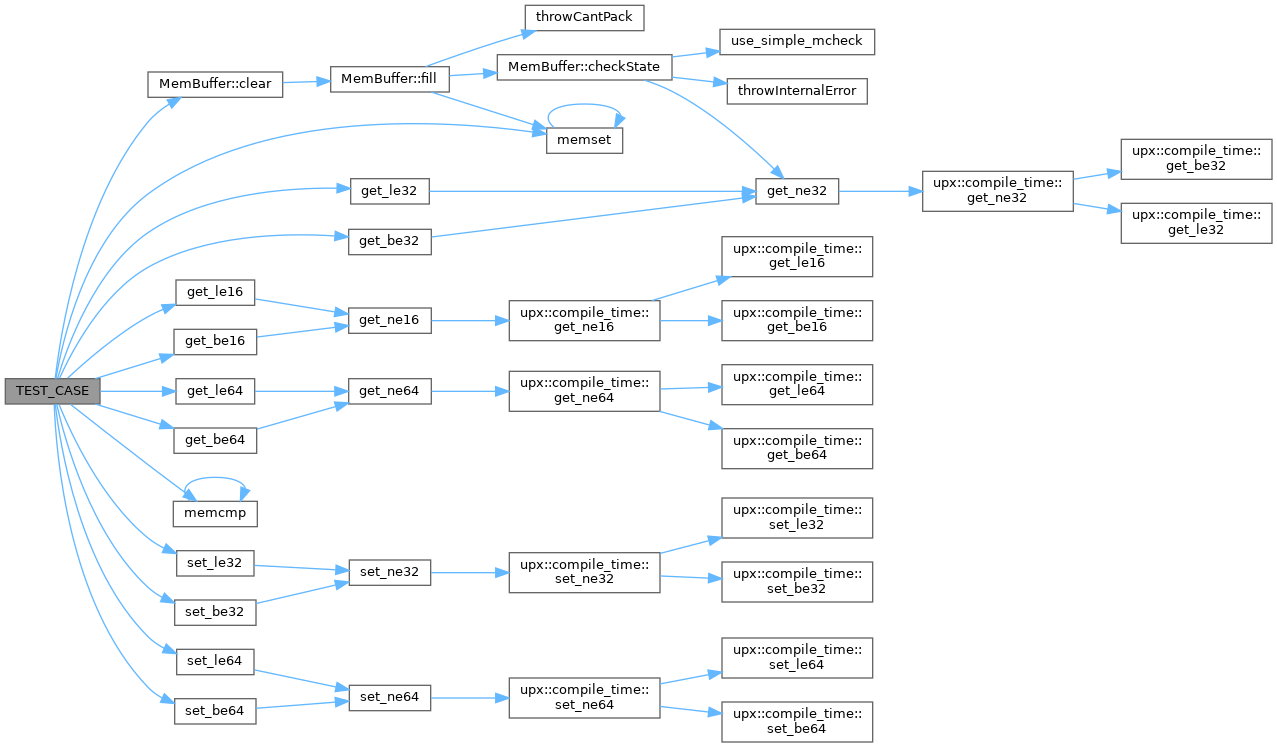 throwCantPack
use_simple_mcheck
MemBuffer::checkState
MemBuffer::fill
MemBuffer::clear
throwInternalError
memset
upx::compile_time::
get_be32
get_le32
get_ne32
upx::compile_time::
get_ne32
upx::compile_time::
get_le32
get_be32
upx::compile_time::
get_le16
get_le16
get_ne16
upx::compile_time::
get_ne16
upx::compile_time::
get_be16
get_be16
TEST_CASE
get_le64
get_ne64
upx::compile_time::
get_ne64
upx::compile_time::
get_le64
get_be64
upx::compile_time::
get_be64
memcmp
upx::compile_time::
set_le32
set_le32
set_ne32
upx::compile_time::
set_ne32
upx::compile_time::
set_be32
set_be32
upx::compile_time::
set_le64
set_le64
set_ne64
upx::compile_time::
set_ne64
set_be64
upx::compile_time::
set_be64